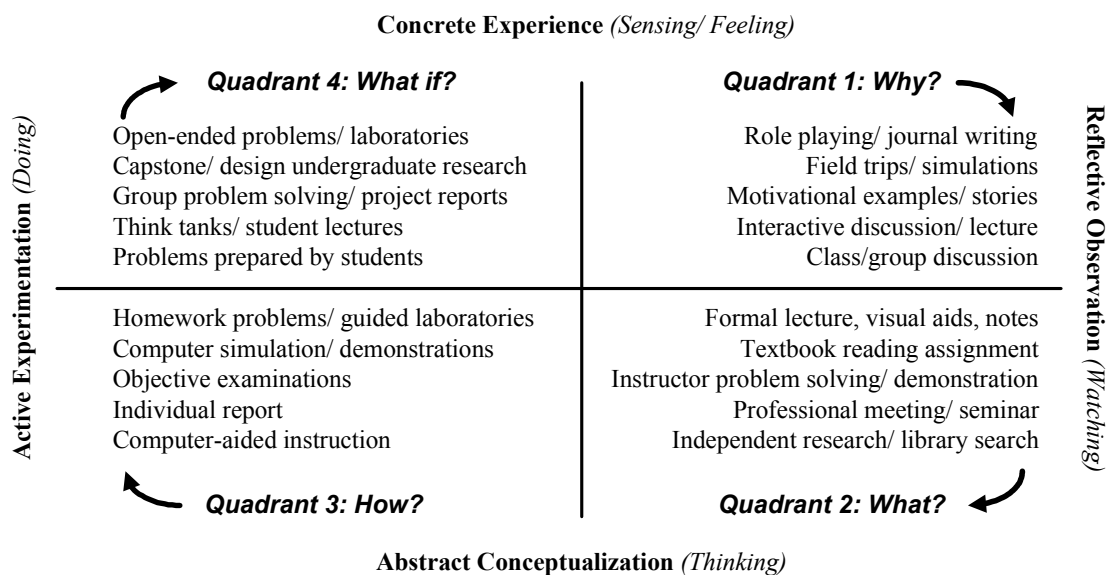 Concrete Experience (Sensing/ Feeling)
Quadrant 4: What if?
Open-ended problems/ laboratories
Capstone/ design undergraduate research
Group problem solving/ project reports
Think tanks/ student lectures
Problems prepared by students
Quadrant 1: Why?
Role playing/ journal writing
Field trips/ simulations
Motivational examples/ stories
Interactive discussion/ lecture
Class/group discussion
Active Experimentation (Doing)
Reflective Observation (Watching)
Homework problems/ guided laboratories
Computer simulation/ demonstrations
Objective examinations
Individual report
Computer-aided instruction
Quadrant 3: How?
Formal lecture, visual aids, notes
Textbook reading assignment
Instructor problem solving/ demonstration
Professional meeting/ seminar
Independent research/ library search
Quadrant 2: What?
Abstract Conceptualization (Thinking)